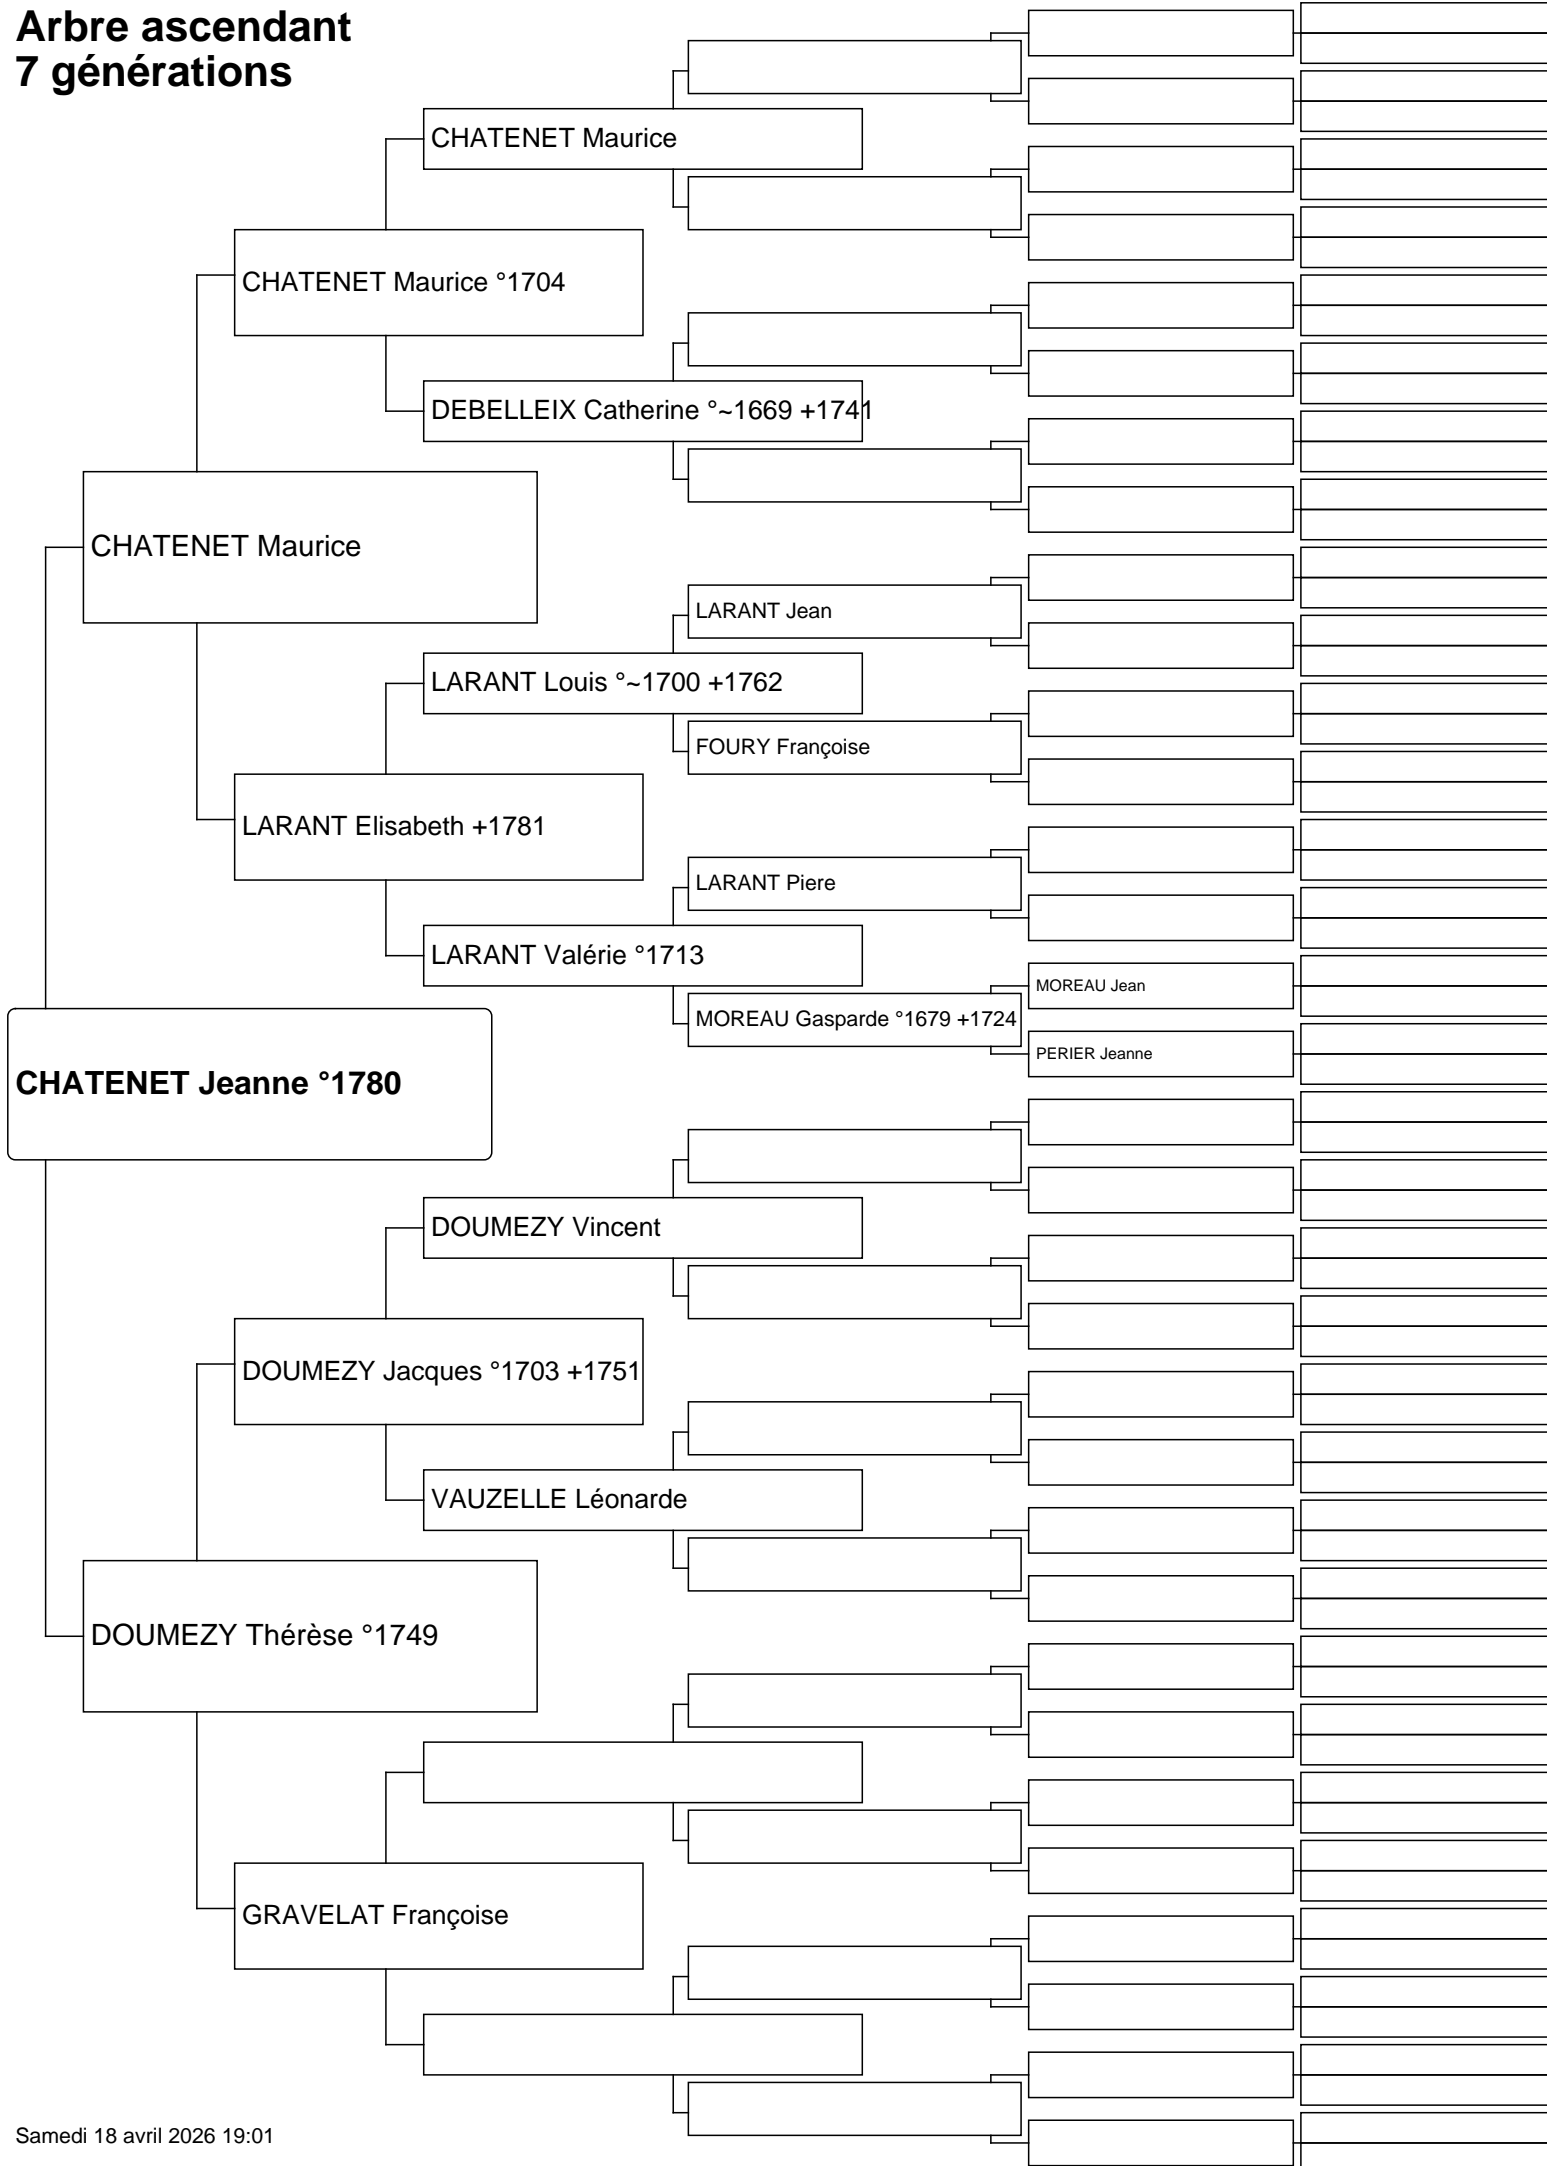 Arbre ascendant
7 générations
CHATENET Maurice
CHATENET Maurice °1704
DEBELLEIX Catherine °~1669 +1741
CHATENET Maurice
LARANT Jean
LARANT Louis °~1700 +1762
FOURY Françoise
LARANT Elisabeth +1781
LARANT Piere
LARANT Valérie °1713
MOREAU Jean
MOREAU Gasparde °1679 +1724
PERIER Jeanne
CHATENET Jeanne °1780
DOUMEZY Vincent
DOUMEZY Jacques °1703 +1751
VAUZELLE Léonarde
DOUMEZY Thérèse °1749
GRAVELAT Françoise
Samedi 18 avril 2026 19:01